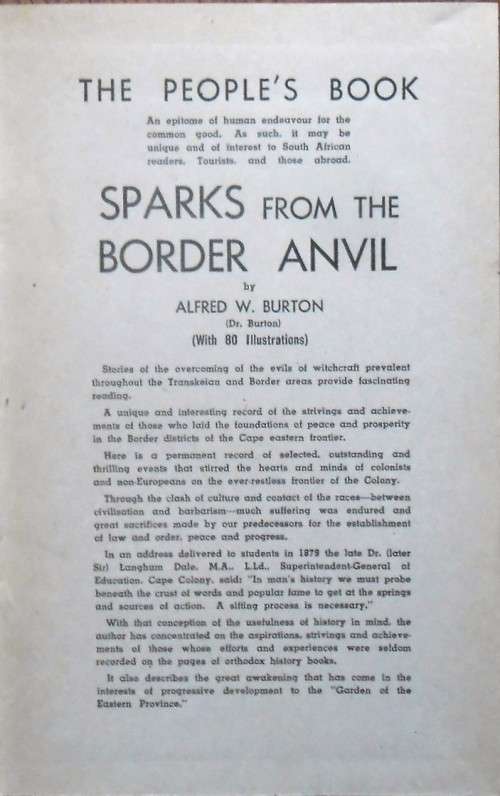 THE PEOPLE'S BOOK
An epitome of human endeavour for the
common good. As such, it may be
unique and of interest to South African
readers, Tourists, and those abroad.
SPARKS FROM THE
BORDER ANVIL
by
ALFRED W. BURTON
(Dr. Burton)
(With 80 Illustrations)
Stories of the overcoming of the evils of witchcraft prevalent
throughout the Transkeian and Border areas provide fascinating
reading.
A unique and interesting record of the strivings and achieve-
ments of those who laid the foundations of peace and prosperity
in the Border districts of the Cape eastern frontier.
Here is a permanent record of selected, outstanding and
thrilling events that stirred the hearts and minds of colonists
and non-Europeans on the ever-restless frontier of the Colony.
Through the clash of culture and contact of the races—between
civilisation and barbarism—much suffering was endured and
great sacrifices made by our predecessors for the establishment
of law and order, peace and progress.
In an address delivered to students in 1879 the late Dr. (later
Sir) Langham Dale, M.A., L.Ld., Superintendent-General of
Education, Cape Colony, said: "In man's history we must probe
beneath the crust of words and popular fame to get at the springs
and sources of action. A sifting process is necessary."
With that conception of the usefulness of history in mind, the
author has concentrated on the aspirations, strivings and achieve-
ments of those whose efforts and experiences were seldom
recorded on the pages of orthodox history books.
It also describes the great awakening that has come in the
interests of progressive development to the "Garden of the
Eastern Province."